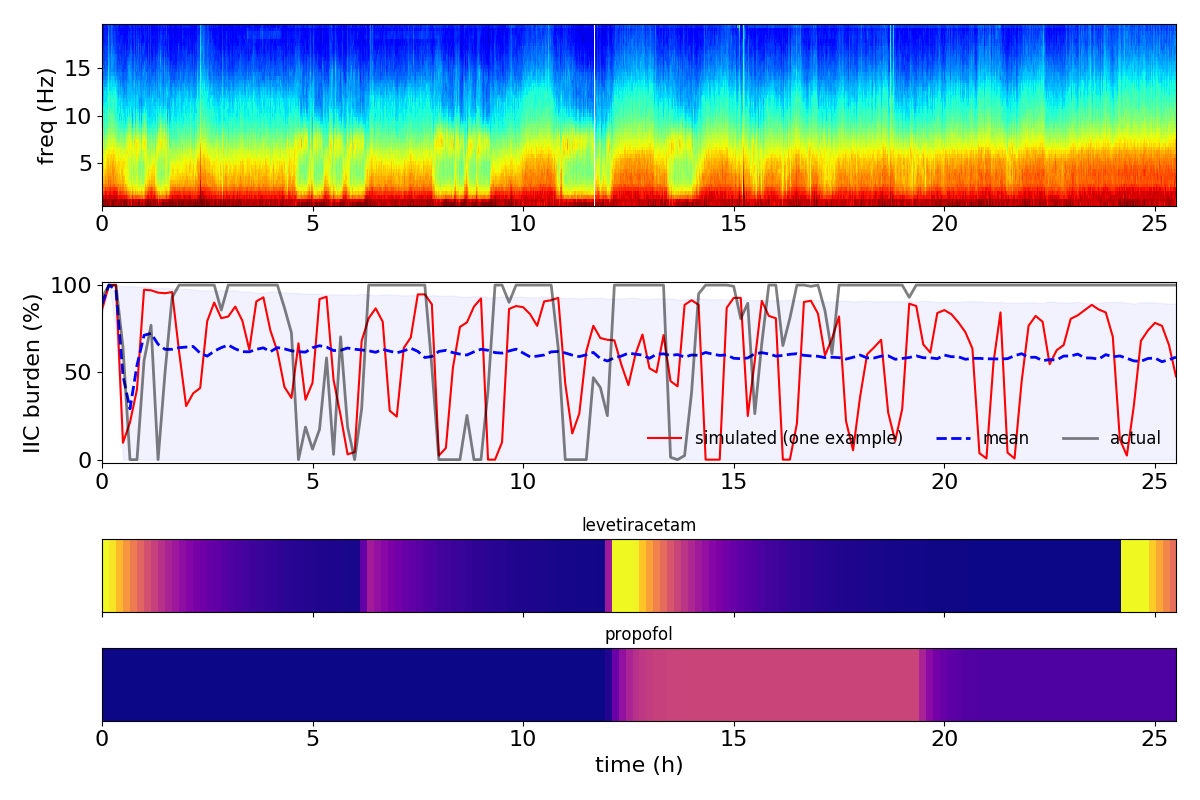 freq (Hz)
15
10
5
0 5 10 15 20 25
IIC burden (%)
100
50
0
simulated (one example) mean actual
0 5 10 15 20 25
levetiracetam
propofol
0 5 10 15 20 25
time (h)